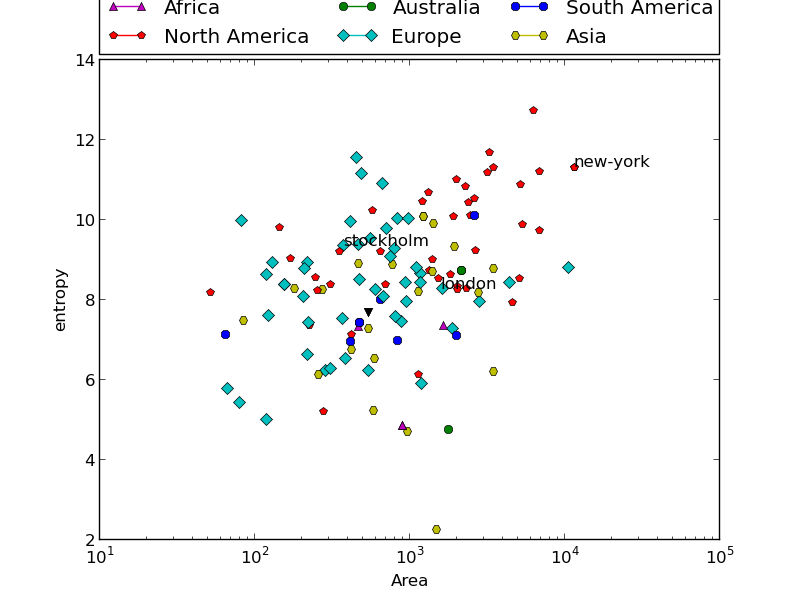 Africa Australia South America
North America Europe Asia
14
12
new-york
10
stockholm
london
8
6
4
2
entropy
10^1 10^2 10^3 10^4 10^5
Area